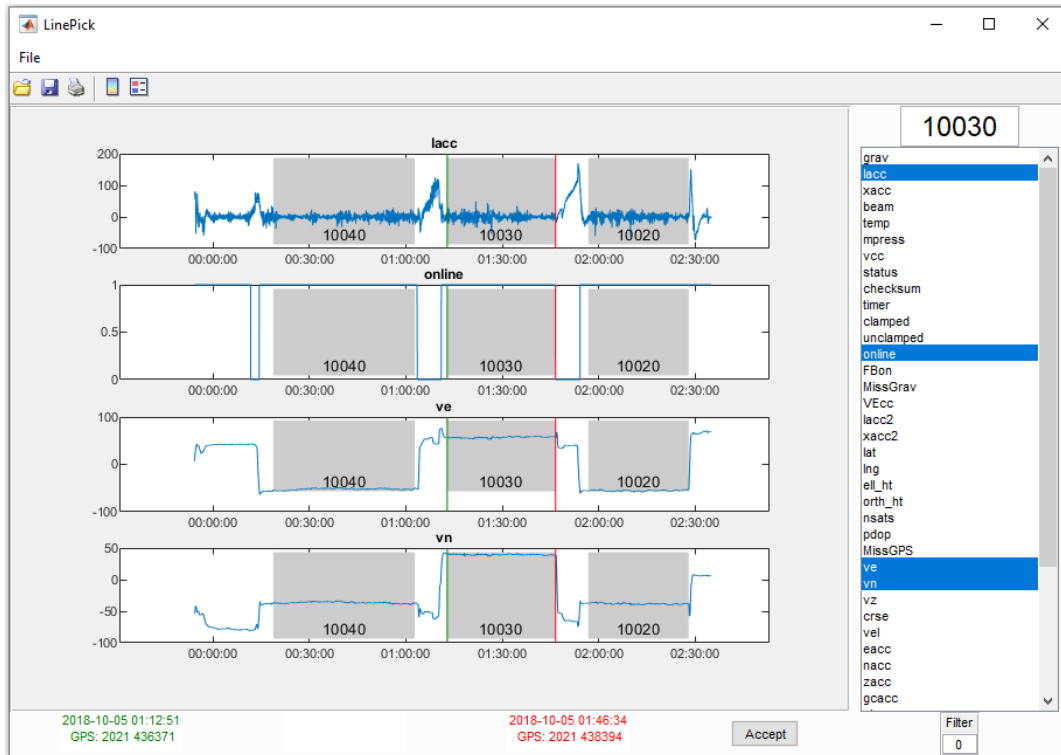 LinePick
File
lacc
200
100
0
-100
10040
10030
10020
00:00:00
00:30:00
01:00:00
01:30:00
02:00:00
02:30:00
online
1
0.5
0
10040
10030
10020
00:00:00
00:30:00
01:00:00
01:30:00
02:00:00
02:30:00
ve
100
0
-100
10040
10030
10020
00:00:00
00:30:00
01:00:00
01:30:00
02:00:00
02:30:00
vn
50
0
-50
-100
10040
10030
10020
00:00:00
00:30:00
01:00:00
01:30:00
02:00:00
02:30:00
2018-10-05 01:12:51
GPS: 2021 436371
2018-10-05 01:46:34
GPS: 2021 438394
Accept
10030
grav
lacc
xacc
beam
temp
mpress
vcc
status
checksum
timer
clamped
unclamped
online
FBon
MissGrav
VEcc
lacc2
xacc2
lat
lng
ell_ht
orth_ht
nsats
pdop
MissGPS
ve
vn
vz
crse
vel
eacc
nacc
zacc
gcacc
Filter
0